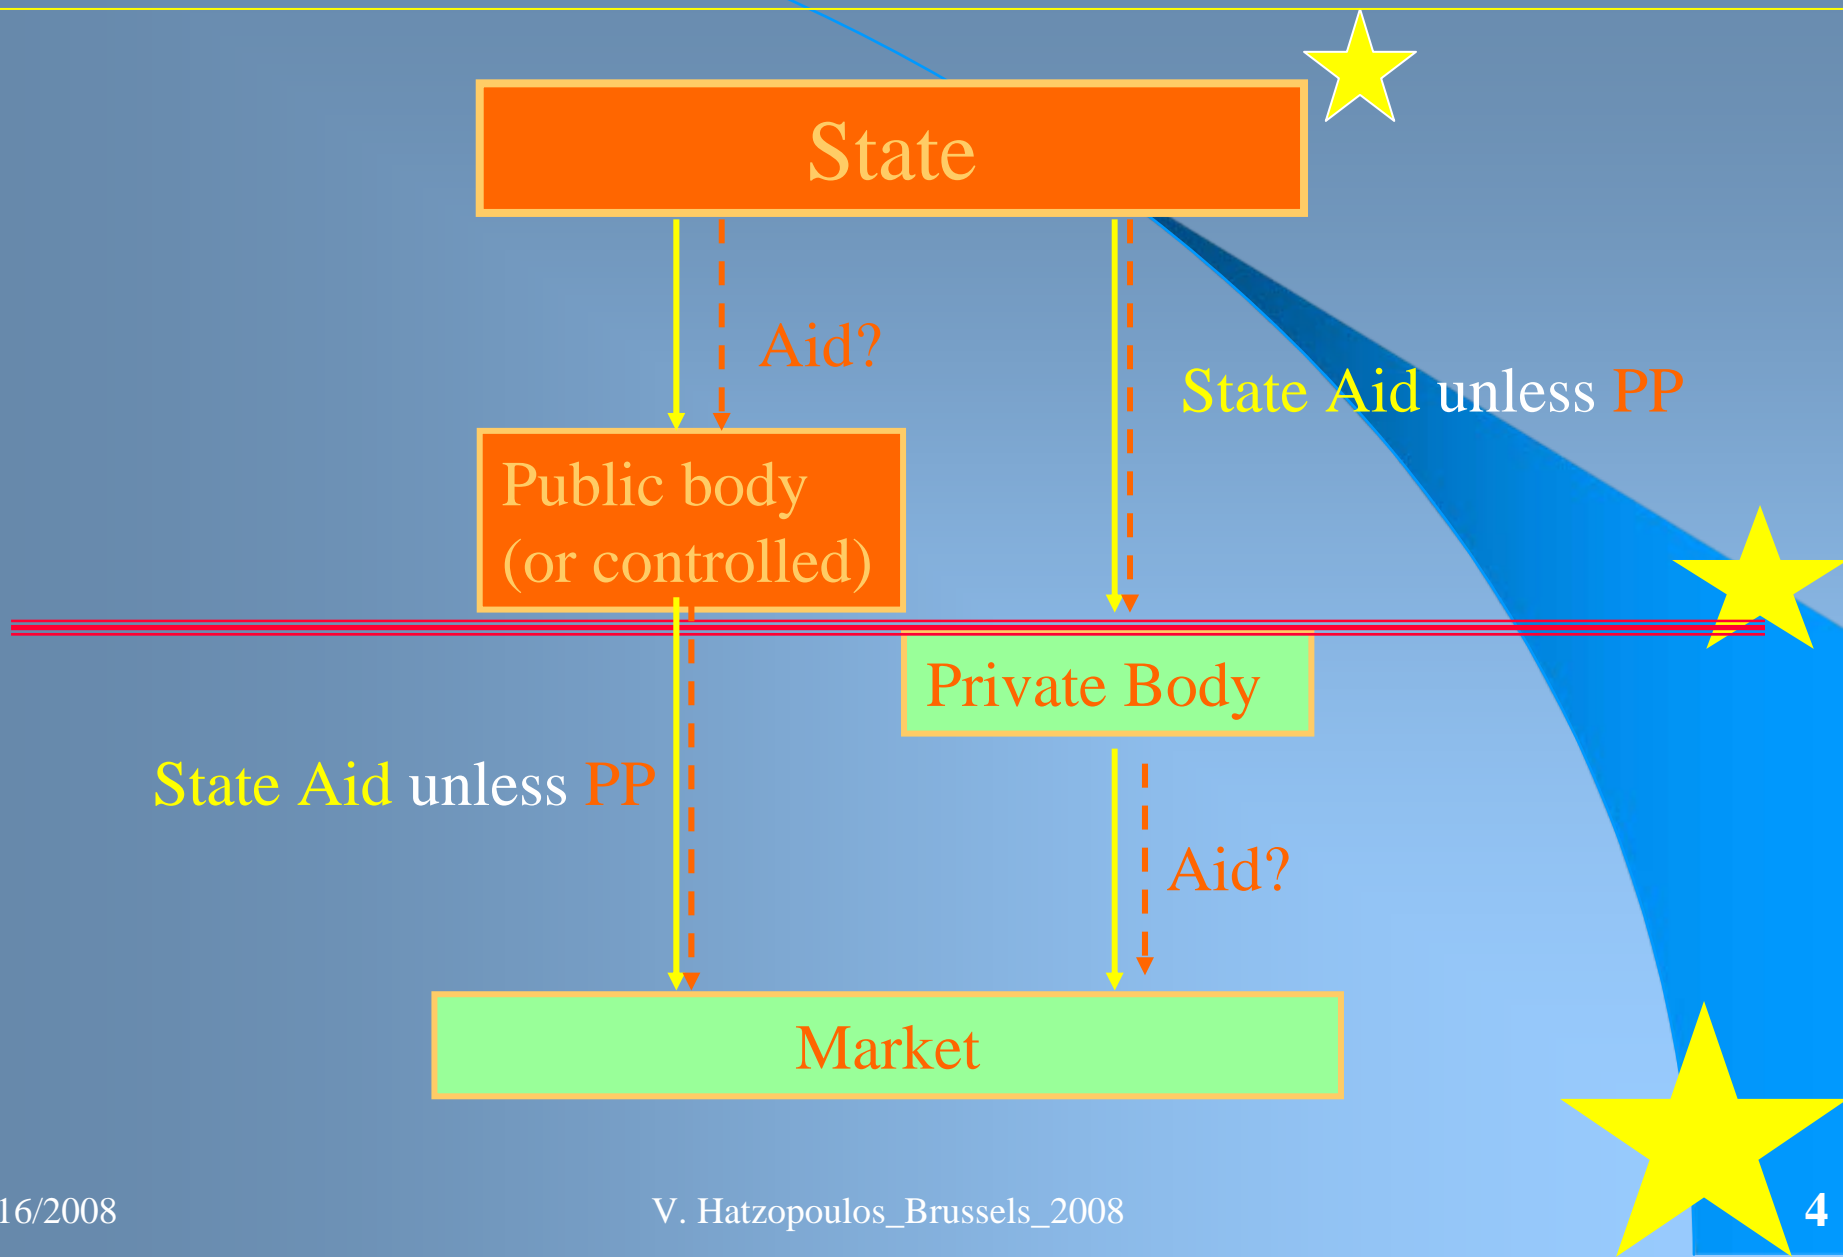 State
Aid?
State Aid unless PP
Public body
(or controlled)
Private Body
State Aid unless PP
Aid?
Market
16/2008
V. Hatzopoulos_Brussels_2008
4